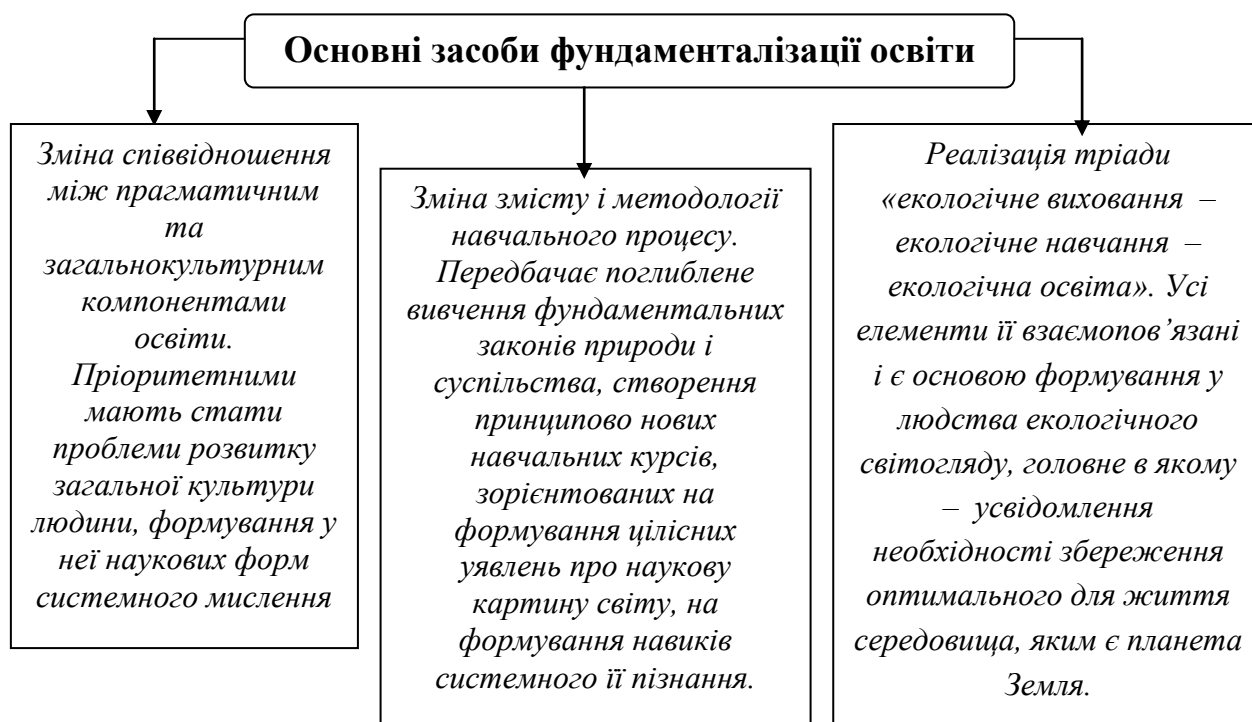 Основні засоби фундаменталізації освіти
Зміна співвідношення
між прагматичним
та
загальнокультурним
компонентами
освіти.
Пріоритетними
мають стати
проблеми розвитку
загальної культури
людини, формування у
неї наукових форм
системного мислення
Зміна змісту і методології
навчального процесу.
Передбачає поглиблене
вивчення фундаментальних
законів природи і
суспільства, створення
принципово нових
навчальних курсів,
зорієнтованих на
формування цілісних
уявлень про наукову
картину світу, на
формування навиків
системного її пізнання.
Реалізація тріади
«екологічне виховання –
екологічне навчання –
екологічна освіта». Усі
елементи її взаємопов’язані
і є основою формування у
людства екологічного
світогляду, головне в якому
– усвідомлення
необхідності збереження
оптимального для життя
середовища, яким є планета
Земля.